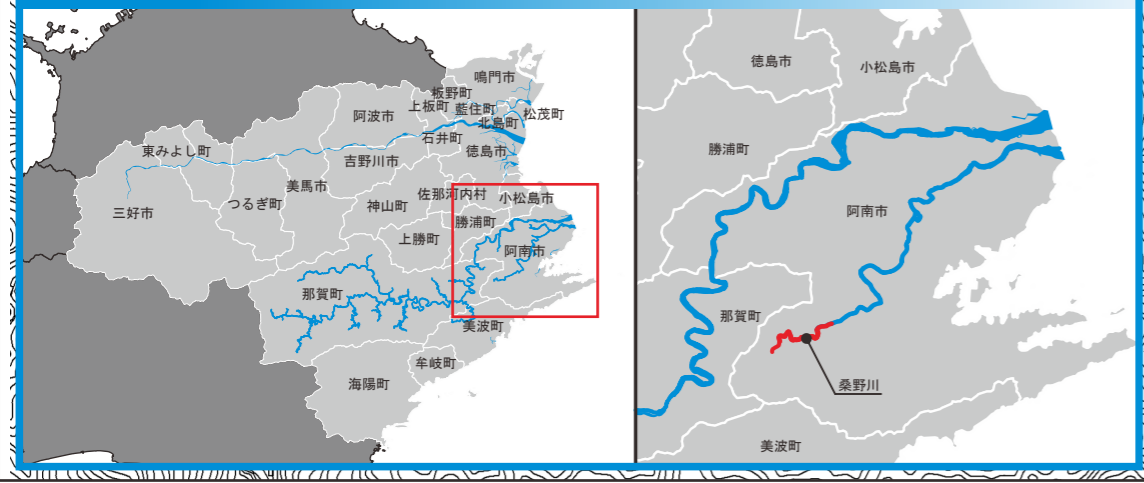 鳴門市
板野町
上板町
藍住町
松茂町
阿波市
北島町
石井町
徳島市
東みよし町
吉野川市
美馬市
佐那河内村
小松島市
つるぎ町
神山町
三好市
勝浦町
上勝町
阿南市
那賀町
美波町
牟岐町
海陽町
徳島市
小松島市
勝浦町
阿南市
那賀町
桑野川
美波町